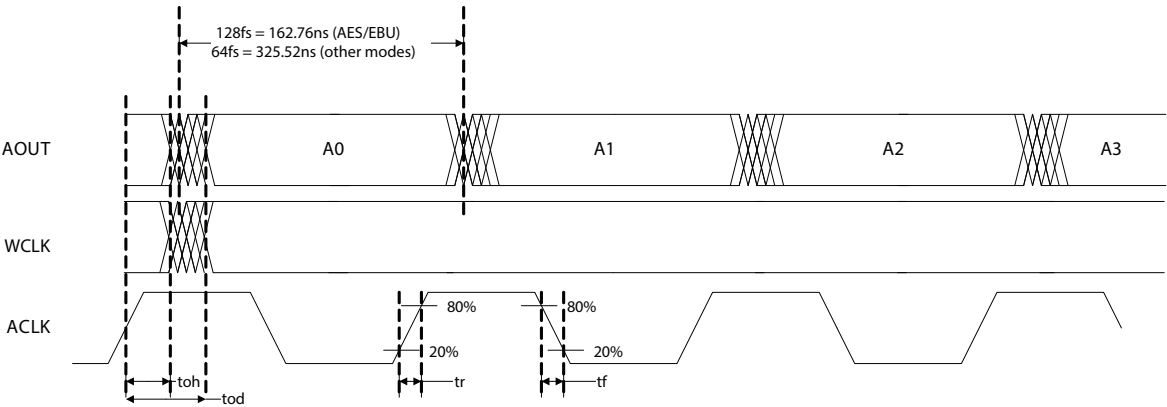 128fs = 162.76ns (AES/EBU)
64fs = 325.52ns (other modes)
AOUT
A0
A1
A2
A3
WCLK
ACLK
80%
80%
20%
20%
toh
tr
tf
tod